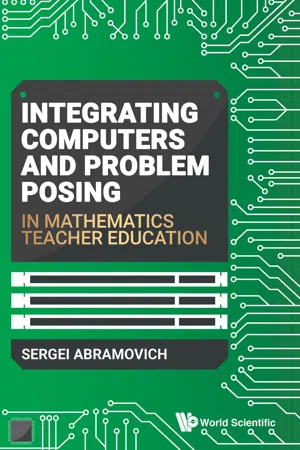 INTEGRATING
COMPUTERS
AND PROBLEM
POSING
IN MATHEMATICS
TEACHER EDUCATION
SERGEI ABRAMOVICH
World Scientific